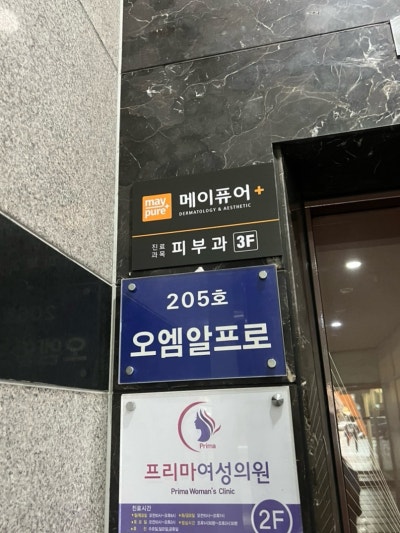 may
pure
메이퓨어
DERMATOLOGY & AESTHETIC
진료
과목
피부과 3F
205호
오엠알프로
Prima
프리마여성의원
Prima Woman's Clinic
진료시간
2F